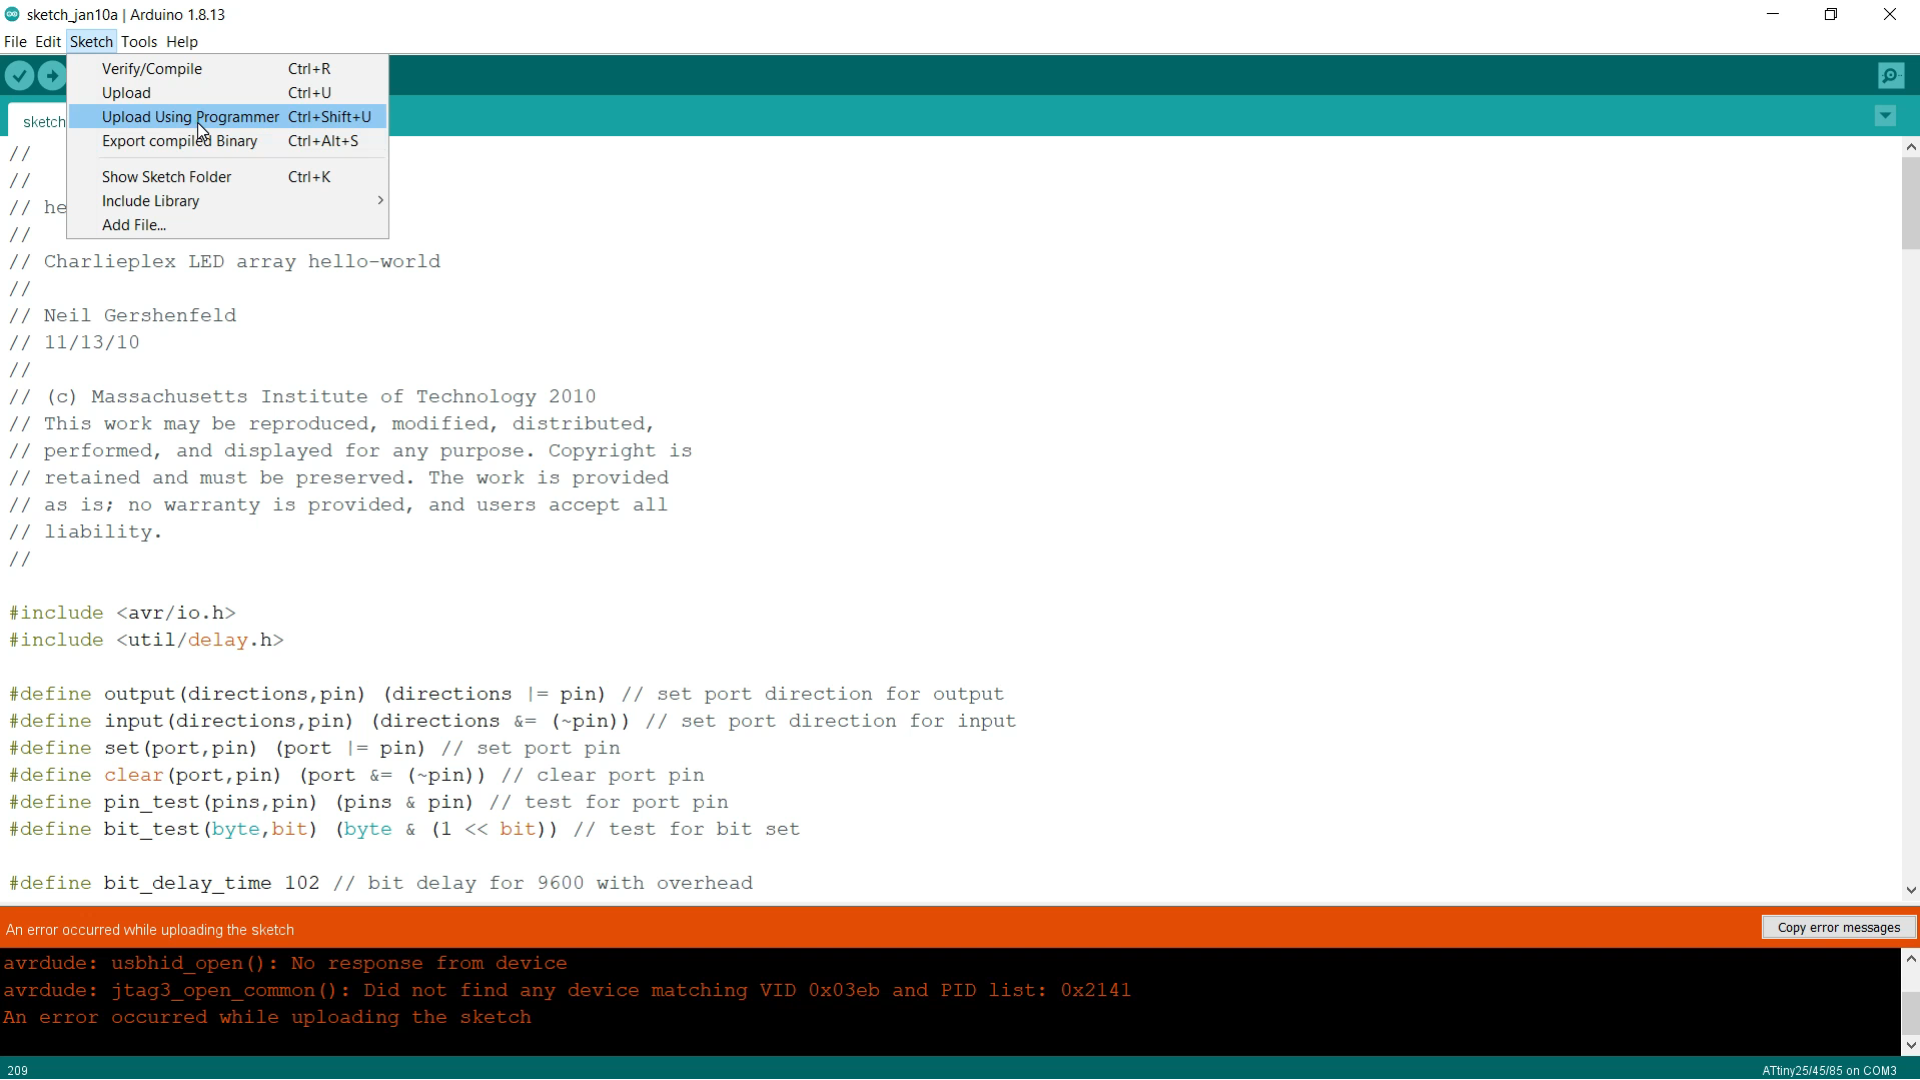 sketch_jan10a | Arduino 1.8.13
File Edit Sketch Tools Help
Verify/Compile Ctrl+R
Upload Ctrl+U
Upload Using Programmer Ctrl+Shift+U
Export compiled Binary Ctrl+Alt+S
Show Sketch Folder Ctrl+K
Include Library
Add File...
sketch
//
//
// he
//
// Charlieplex LED array hello-world
//
// Neil Gershenfeld
// 11/13/10
//
// (c) Massachusetts Institute of Technology 2010
// This work may be reproduced, modified, distributed,
// performed, and displayed for any purpose. Copyright is
// retained and must be preserved. The work is provided
// as is; no warranty is provided, and users accept all
// liability.
//
#include <avr/io.h>
#include <util/delay.h>
#define output(directions,pin) (directions |= pin) // set port direction for output
#define input(directions,pin) (directions &= (~pin)) // set port direction for input
#define set(port,pin) (port |= pin) // set port pin
#define clear(port,pin) (port &= (~pin)) // clear port pin
#define pin_test(pins,pin) (pins & pin) // test for port pin
#define bit_test(byte,bit) (byte & (1 << bit)) // test for bit set
#define bit_delay_time 102 // bit delay for 9600 with overhead
An error occurred while uploading the sketch
Copy error messages
avrdude: usbhid_open(): No response from device
avrdude: jtag3_open_common(): Did not find any device matching VID 0x03eb and PID list: 0x2141
An error occurred while uploading the sketch
209
ATtiny25/45/85 on COM3